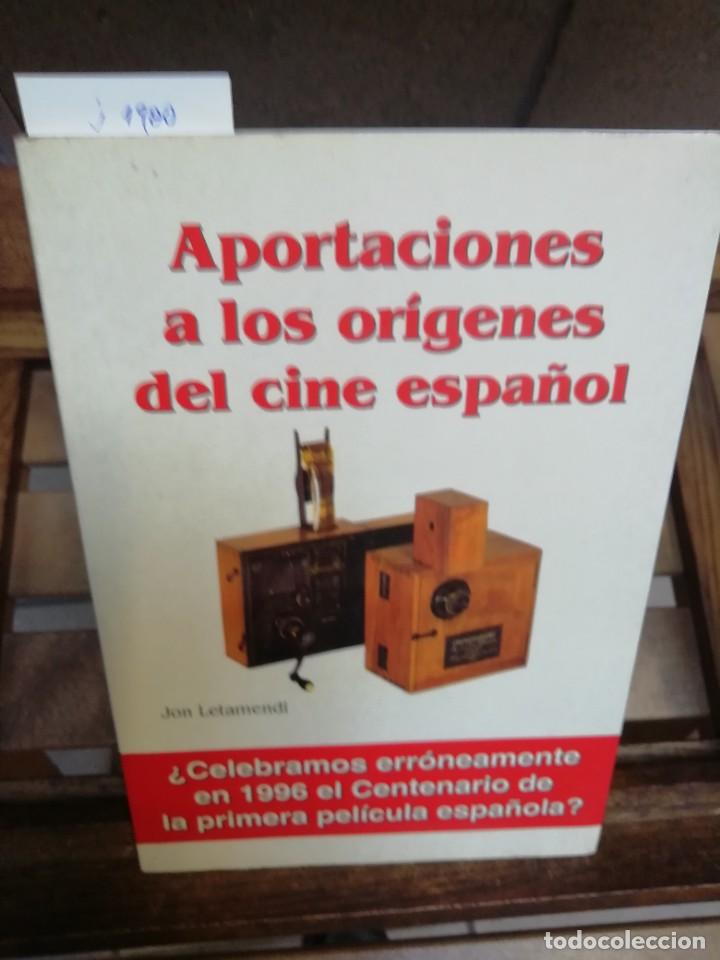 j 1900
Aportaciones
a los orígenes
del cine español
Jon Letamendi
¿Celebramos erróneamente
en 1996 el Centenario de
la primera película española?
todocoleccion